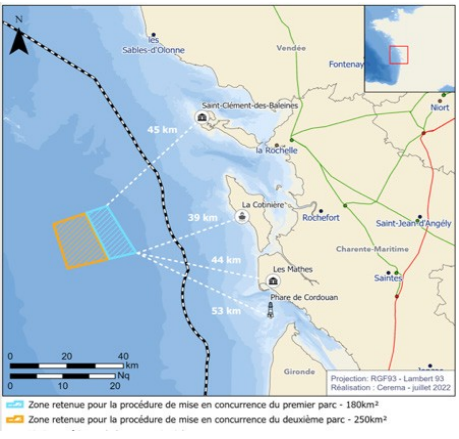 N
les
Sables-d'Olonne
Vendée
Fontenay
Niort
Saint-Clément-des-Baleines
45 km
la Rochelle
La Cotinière
39 km
Rochefort
Saint-Jean-d'Angély
Charente-Maritime
44 km
Les Mathes
Saintes
Phare de Cordouan
53 km
0 20 40
km
Nq
0 10 20
Gironde
Projection: RGF93 - Lambert 93
Réalisation : Cerema - juillet 2022
Zone retenue pour la procédure de mise en concurrence du premier parc - 180km²
Zone retenue pour la procédure de mise en concurrence du deuxième parc - 250km²